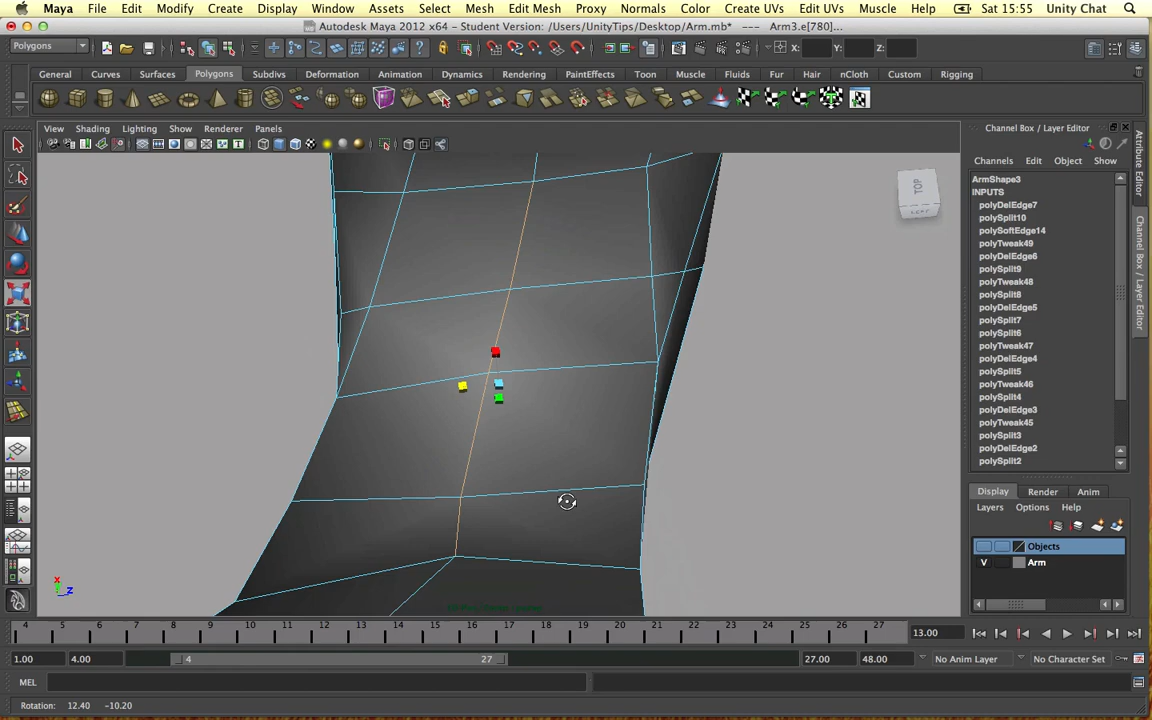 Maya File Edit Modify Create Display Window Assets Select Mesh Edit Mesh Proxy Normals Color Create UVs Edit UVs Muscle Help Sat 15:55 Unity Chat
Autodesk Maya 2012 x64 - Student Version: /Users/UnityTips/Desktop/Arm.mb* --- Arm3.e[780]...
Polygons X: Y: Z:
General Curves Surfaces Polygons Subdivs Deformation Animation Dynamics Rendering PaintEffects Toon Muscle Fluids Fur Hair nCloth Custom Rigging
View Shading Lighting Show Renderer Panels
Channel Box / Layer Editor
Channels Edit Object Show
ArmShape3
INPUTS
polyDelEdge7
polySplit10
polySoftEdge14
polyTweak49
polyDelEdge6
polySplit9
polyTweak48
polySplit8
polyDelEdge5
polySplit7
polySplit6
polyTweak47
polyDelEdge4
polySplit5
polyTweak46
polySplit4
polyDelEdge3
polyTweak45
polySplit3
polyDelEdge2
polySplit2
Attribute Editor
Channel Box / Layer Editor
TOP
Display Render Anim
Layers Options Help
Objects
V Arm
x
z
4 5 6 7 8 9 10 11 12 13 14 15 16 17 18 19 20 21 22 23 24 25 26 27 13.00
1.00 4.00 4 27 27.00 48.00 No Anim Layer No Character Set
MEL
Rotation: 12.40 -10.20